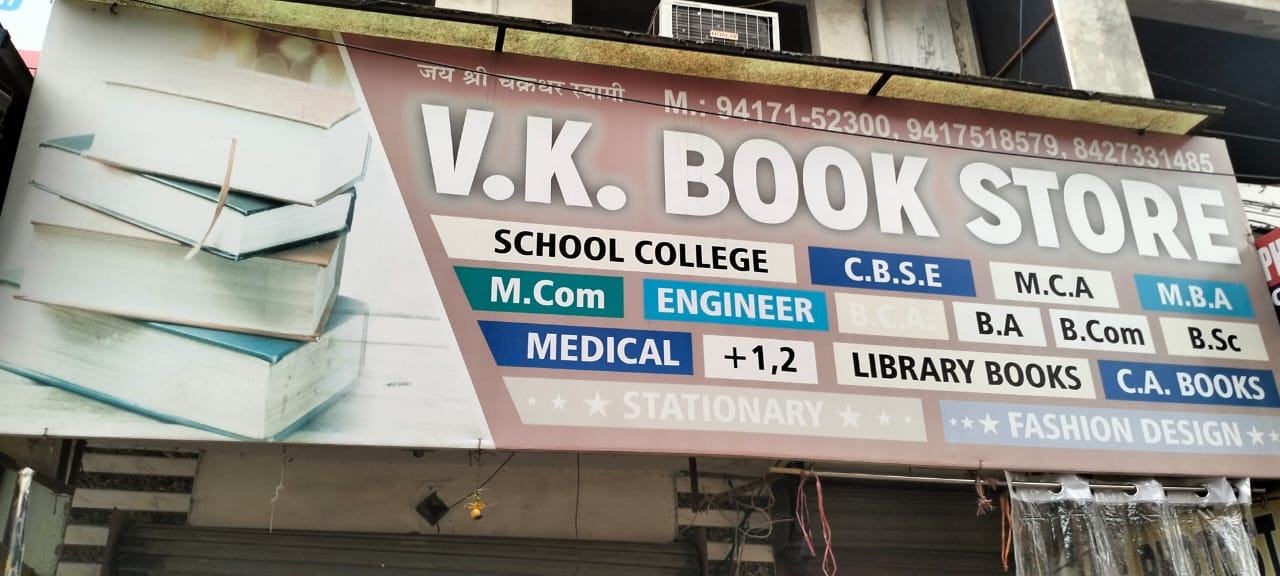 जय श्री चक्रधर स्वामी
M.: 94171-52300, 9417518579, 8427331485
V.K. BOOK STORE
SCHOOL COLLEGE C.B.S.E M.C.A M.B.A
M.Com ENGINEER B.C.A. B.A B.Com B.Sc
MEDICAL +1,2 LIBRARY BOOKS C.A. BOOKS
STATIONARY FASHION DESIGN